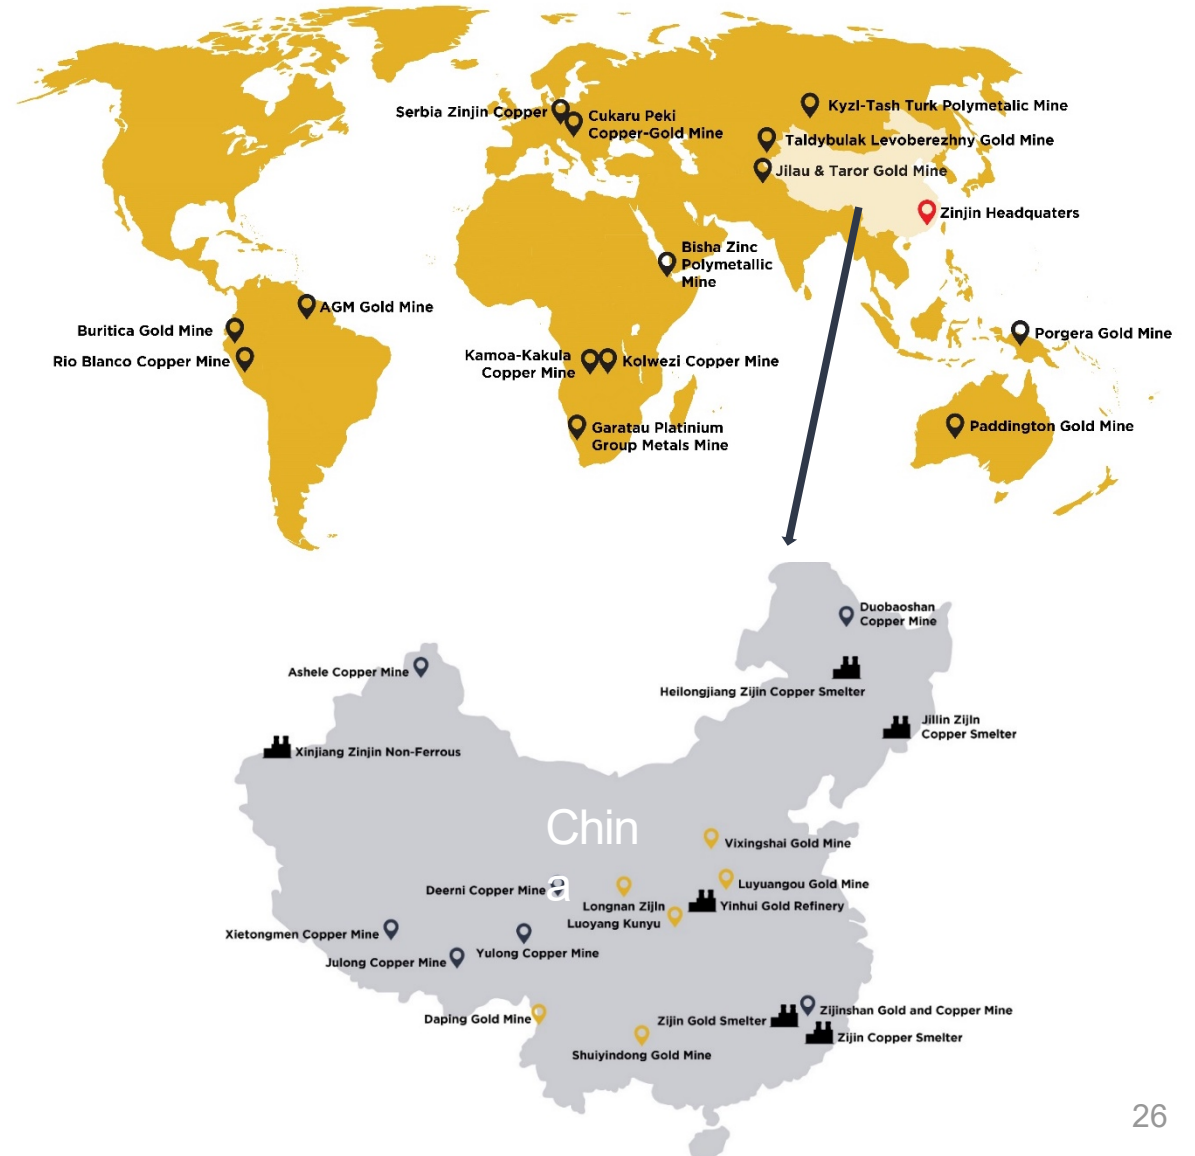 Serbia Zinjin Copper
Cukaru Peki
Copper-Gold Mine
Kyzl-Tash Turk Polymetalic Mine
Taldybulak Levoberezhny Gold Mine
Jilau & Taror Gold Mine
Zinjin Headquaters
Bisha Zinc
Polymetallic
Mine
AGM Gold Mine
Buritica Gold Mine
Rio Blanco Copper Mine
Kamoa-Kakula
Copper Mine
Kolwezi Copper Mine
Porgera Gold Mine
Garatau Platinium
Group Metals Mine
Paddington Gold Mine
Duobaoshan
Copper Mine
Ashele Copper Mine
Heilongjiang Zijin Copper Smelter
Jillin Zijln
Copper Smelter
Xinjiang Zinjin Non-Ferrous
Chin
a
Vixingshai Gold Mine
Deerni Copper Mine
Luyuangou Gold Mine
Longnan Zijln
Yinhui Gold Refinery
Luoyang Kunyu
Xietongmen Copper Mine
Yulong Copper Mine
Julong Copper Mine
Daping Gold Mine
Zijinshan Gold and Copper Mine
Zijin Gold Smelter
Zijin Copper Smelter
Shuiyindong Gold Mine
26